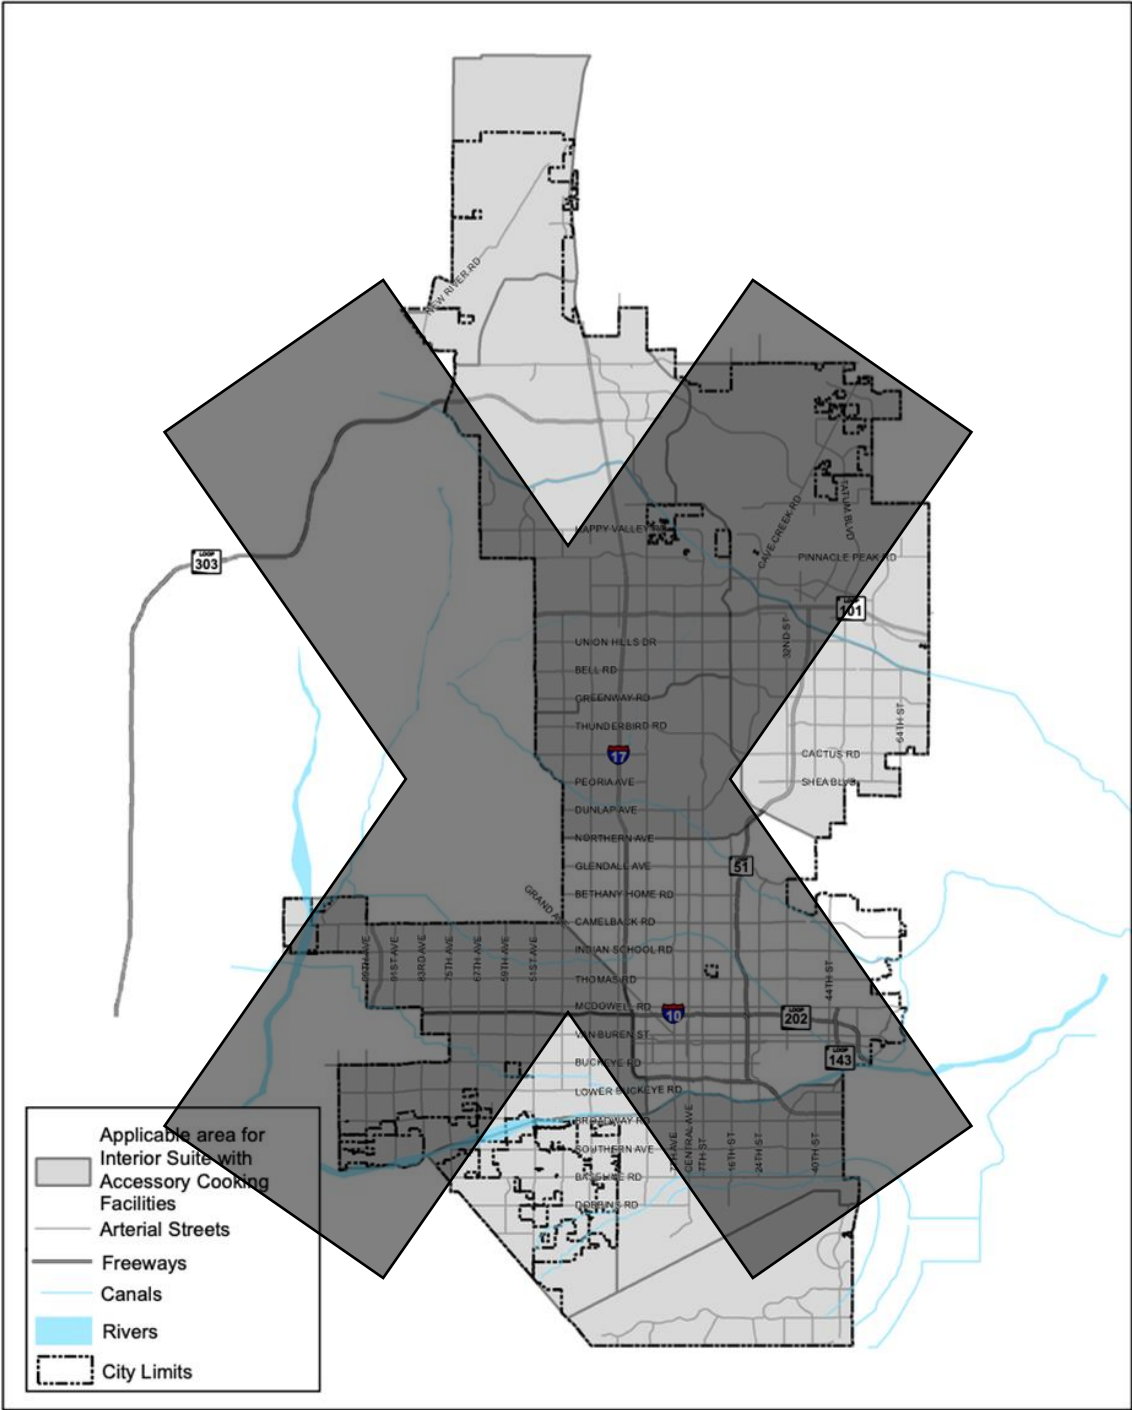 NEW RIVER RD
HAPPY VALLEY
CAVE CREEK RD
TATUM BLVD
PINNACLE PEAK RD
LOOP
303
LOOP
101
32ND ST
UNION HILLS DR
BELL RD
GREENWAY RD
64TH ST
THUNDERBIRD RD
17
CACTUS RD
PEORIA AVE
SHEA BLVD
DUNLAP AVE
NORTHERN AVE
GLENDALE AVE
51
BETHANY HOME RD
GRAND AVE
CAMELBACK RD
99TH AVE
91ST AVE
83RD AVE
75TH AVE
67TH AVE
59TH AVE
51ST AVE
INDIAN SCHOOL RD
THOMAS RD
44TH ST
MCDOWELL RD
10
LOOP
202
VAN BUREN ST
LOOP
143
BUCKEYE RD
LOWER BUCKEYE RD
BROADWAY RD
SOUTHERN AVE
7TH AVE
CENTRAL AVE
7TH ST
16TH ST
24TH ST
40TH ST
BASELINE RD
DOBBINS RD
Applicable area for
Interior Suite with
Accessory Cooking
Facilities
Arterial Streets
Freeways
Canals
Rivers
City Limits